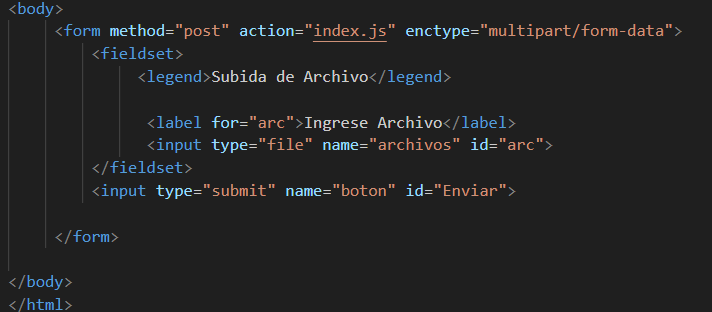 <body>
<form method="post" action="index.js" enctype="multipart/form-data">
<fieldset>
<legend>Subida de Archivo</legend>
<label for="arc">Ingrese Archivo</label>
<input type="file" name="archivos" id="arc">
</fieldset>
<input type="submit" name="boton" id="Enviar">
</form>
</body>
</html>